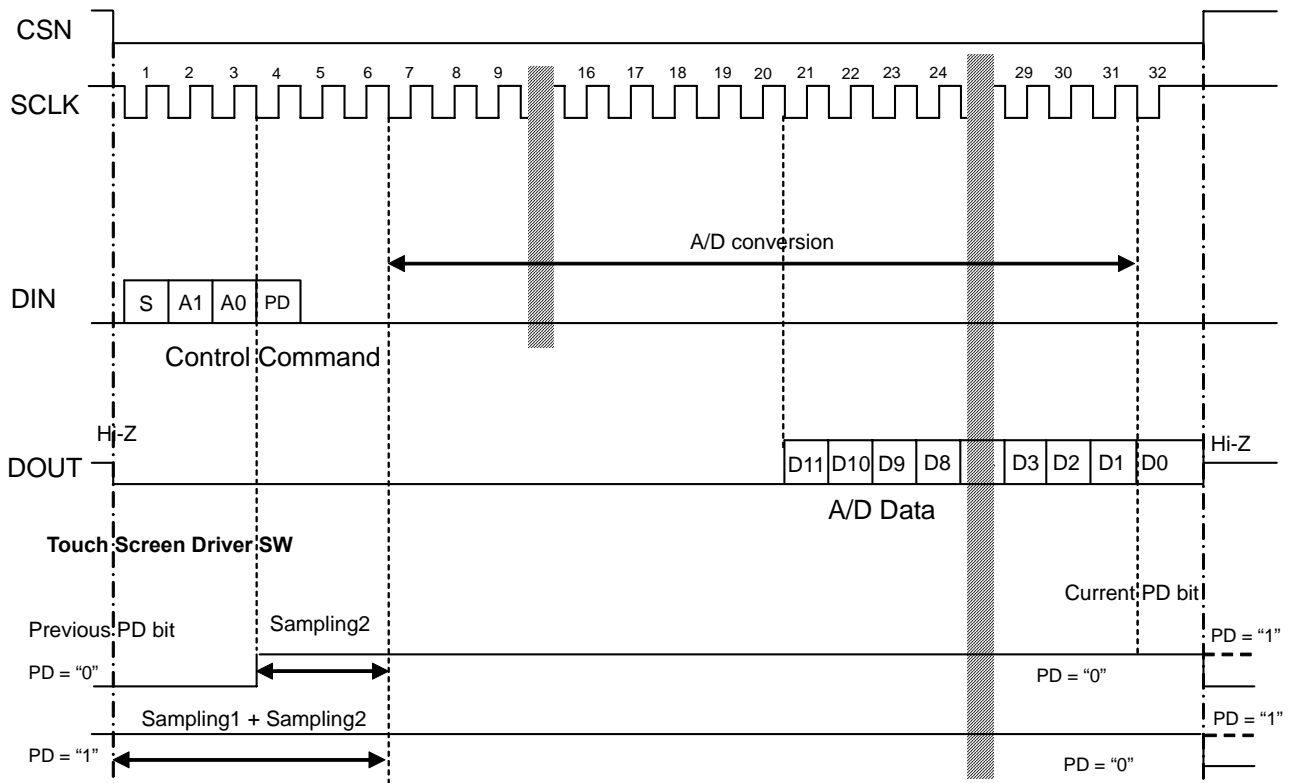 CSN
1 2 3 4 5 6 7 8 9 16 17 18 19 20 21 22 23 24 29 30 31 32
SCLK
A/D conversion
DIN S A1 A0 PD
Control Command
Hi-Z Hi-Z
DOUT D11 D10 D9 D8 D3 D2 D1 D0
A/D Data
Touch Screen Driver SW
Current PD bit
Previous PD bit Sampling2 PD = “1”
PD = “0” PD = “0”
Sampling1 + Sampling2 PD = “1”
PD = “1” PD = “0”